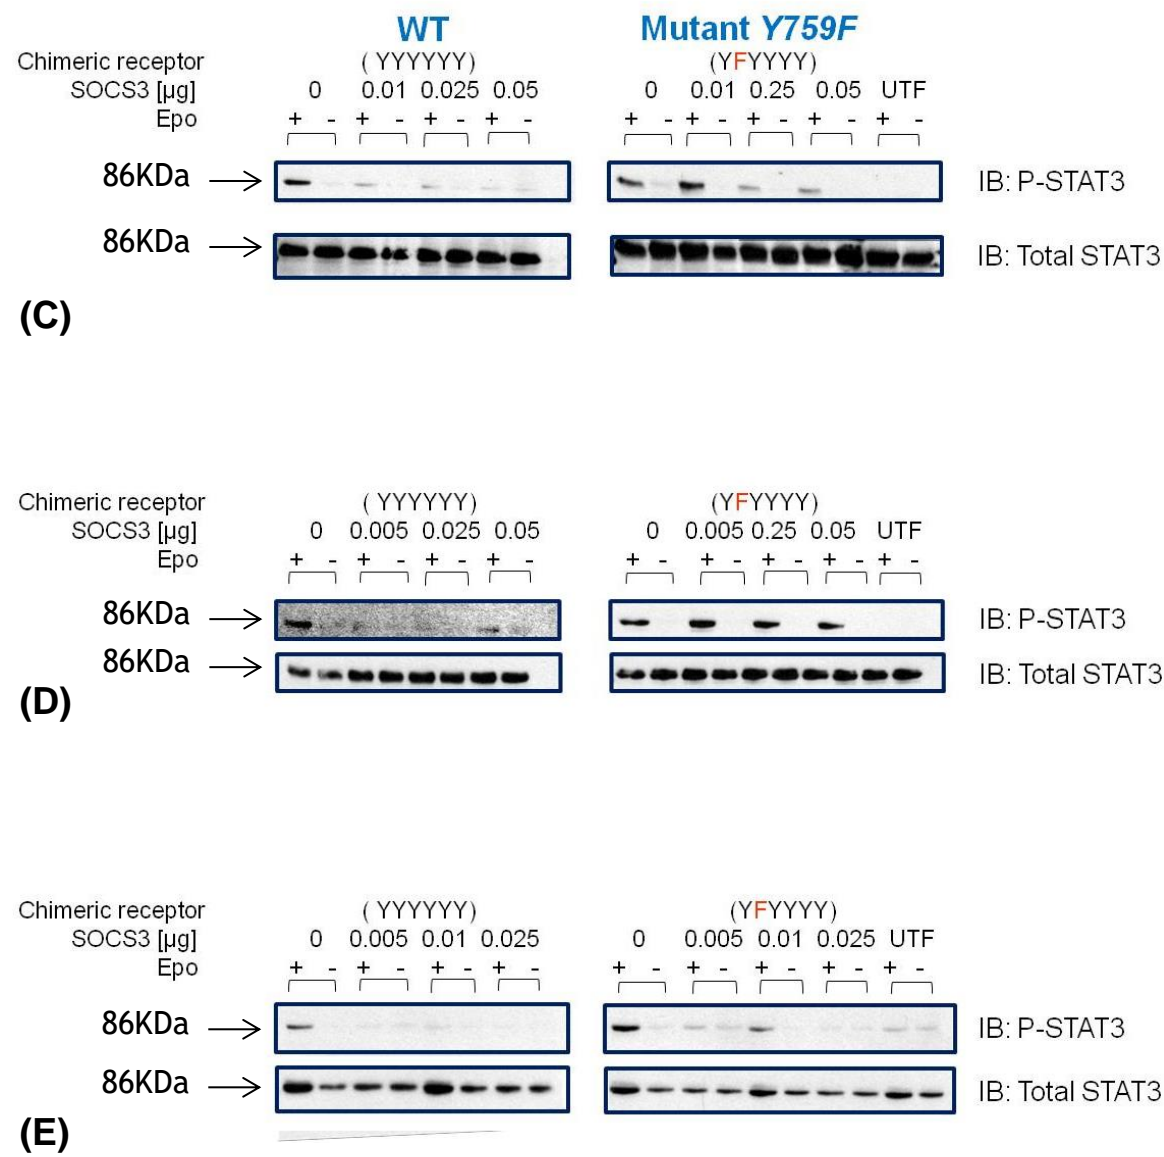 WT Mutant Y759F
Chimeric receptor ( YYYYYY) (YFYYYY)
SOCS3 [µg] 0 0.01 0.025 0.05 0 0.01 0.25 0.05 UTF
Epo + - + - + - + - + - + - + - + - + -
86KDa IB: P-STAT3
86KDa IB: Total STAT3
(C)
Chimeric receptor ( YYYYYY) (YFYYYY)
SOCS3 [µg] 0 0.005 0.025 0.05 0 0.005 0.25 0.05 UTF
Epo + - + - + - + - + - + - + - + - + -
86KDa IB: P-STAT3
86KDa IB: Total STAT3
(D)
Chimeric receptor ( YYYYYY) (YFYYYY)
SOCS3 [µg] 0 0.005 0.01 0.025 0 0.005 0.01 0.025 UTF
Epo + - + - + - + - + - + - + - + - + -
86KDa IB: P-STAT3
86KDa IB: Total STAT3
(E)